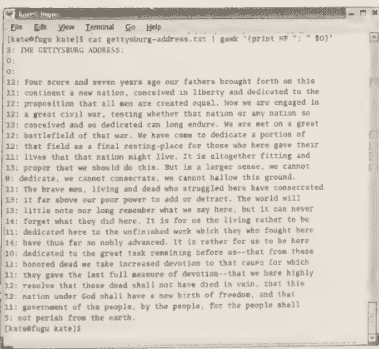 File Edit View Terminal Go Help
[kate@fugu kate]$ cat gettyburg-address.txt | gawk '{print NF ": " $0}'
3: THE GETTYSBURG ADDRESS:
0:
0:
12: Four score and seven years ago our fathers brought forth on this
11: continent a new nation, conceived in liberty and dedicated to the
12: proposition that all men are created equal. Now we are engaged in
12: a great civil war, testing whether that nation or any nation so
13: conceived and so dedicated can long endure. We are met on a great
12: battlefield of that war. We have come to dedicate a portion of
12: that field as a final resting-place for those who here gave their
11: lives that that nation might live. It is altogether fitting and
13: proper that we should do this. But in a larger sense, we cannot
9: dedicate, we cannot consecrate, we cannot hallow this ground.
11: The brave men, living and dead who struggled here have consecrated
13: it far above our poor power to add or detract. The world will
13: little note nor long remember what we say here, but it can never
14: forget what they did here. It is for us the living rather to be
11: dedicated here to the unfinished work which they who fought here
14: have thus far so nobly advanced. It is rather for us to be here
10: dedicated to the great task remaining before us--that from these
11: honored dead we take increased devotion to that cause for which
11: they gave the last full measure of devotion--that we here highly
12: resolve that these dead shall not have died in vain, that this
12: nation under God shall have a new birth of freedom, and that
11: government of the people, by the people, for the people shall
5: not perish from the earth.
[kate@fugu kate]$